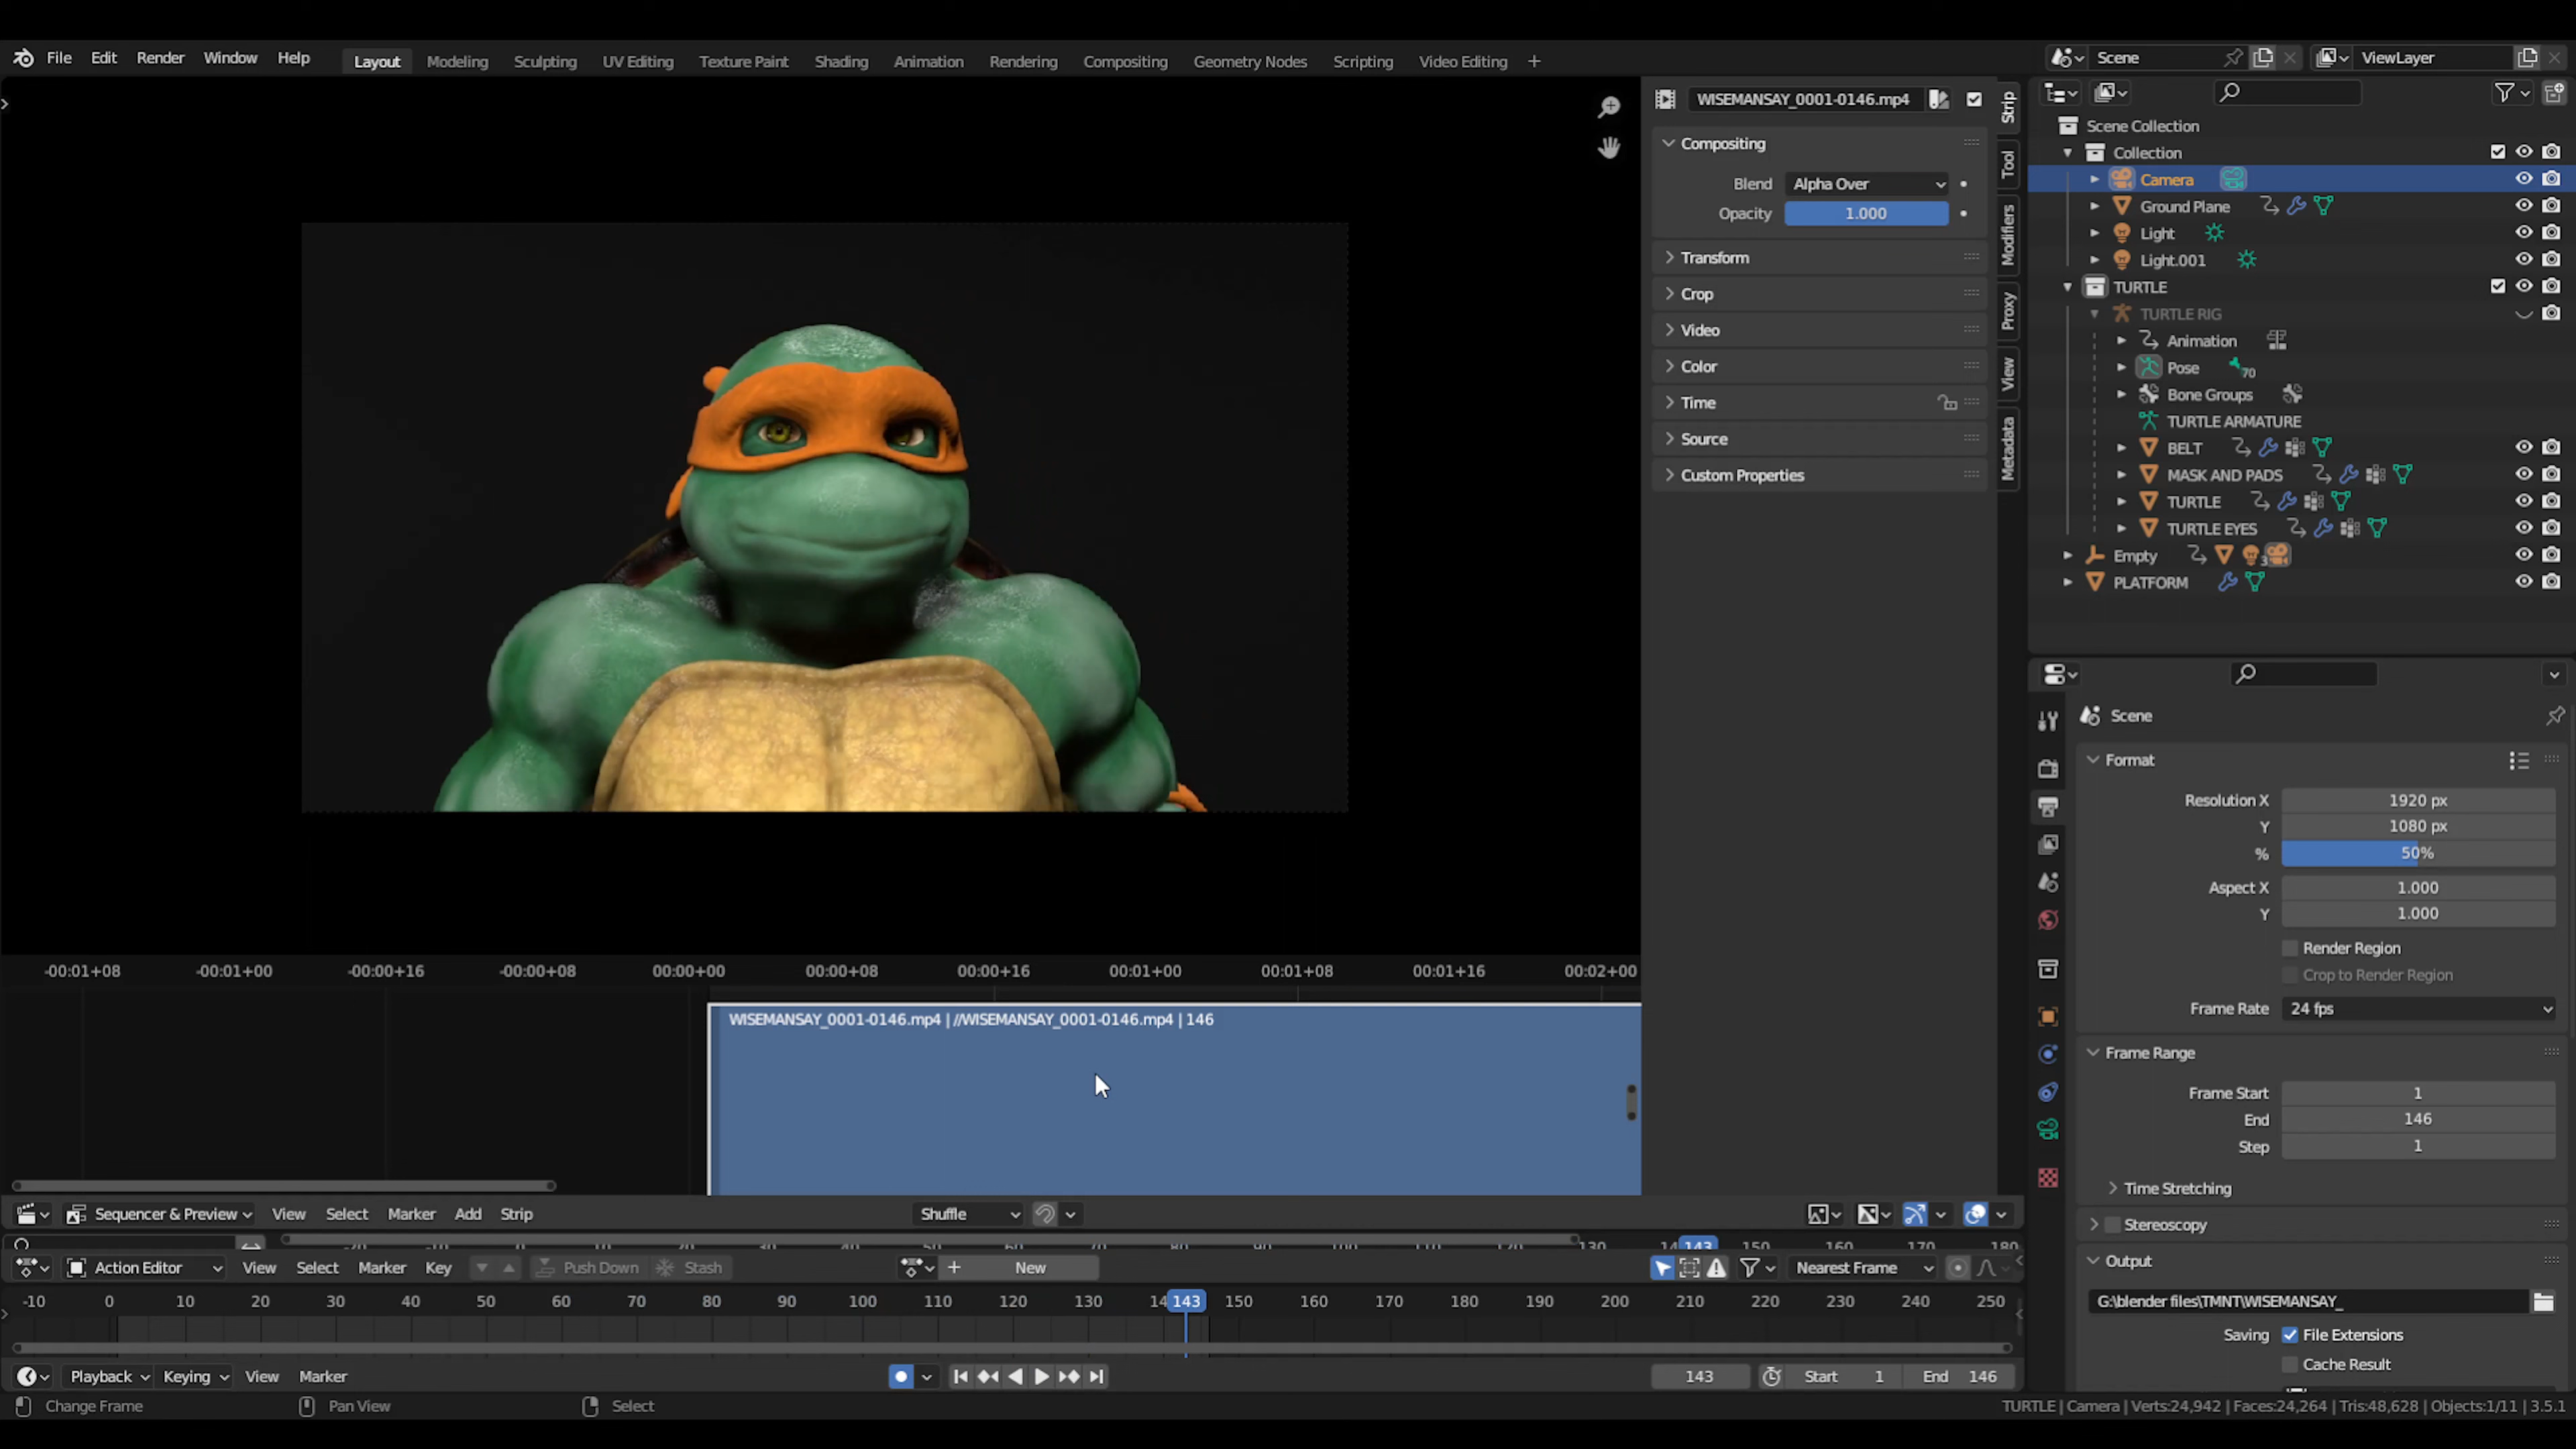 File Edit Render Window Help Layout Modeling Sculpting UV Editing Texture Paint Shading Animation Rendering Compositing Geometry Nodes Scripting Video Editing + Scene ViewLayer
WISEMANSAY_0001-0146.mp4
Compositing
Blend Alpha Over
Opacity 1.000
Transform
Crop
Video
Color
Time
Source
Custom Properties
Strip
Tool
Modifiers
Proxy
View
Metadata
Scene Collection
Collection
Camera
Ground Plane
Light
Light.001
TURTLE
TURTLE RIG
Animation
Pose 70
Bone Groups
TURTLE ARMATURE
BELT
MASK AND PADS
TURTLE
TURTLE EYES
Empty 3
PLATFORM
Scene
Format
Resolution X 1920 px
Y 1080 px
% 50%
Aspect X 1.000
Y 1.000
Render Region
Crop to Render Region
Frame Rate 24 fps
Frame Range
Frame Start 1
End 146
Step 1
Time Stretching
Stereoscopy
Output
G:\blender files\TMNT\WISEMANSAY_
Saving File Extensions
Cache Result
-00:01+08 -00:01+00 -00:00+16 -00:00+08 00:00+00 00:00+08 00:00+16 00:01+00 00:01+08 00:01+16 00:02+00
WISEMANSAY_0001-0146.mp4 | //WISEMANSAY_0001-0146.mp4 | 146
Sequencer & Preview View Select Marker Add Strip Shuffle
143 150 160 170 180
Action Editor View Select Marker Key Push Down Stash New Nearest Frame
-10 0 10 20 30 40 50 60 70 80 90 100 110 120 130 143 150 160 170 180 190 200 210 220 230 240 250
Playback Keying View Marker 143 Start 1 End 146
Change Frame Pan View Select TURTLE | Camera | Verts:24,942 | Faces:24,264 | Tris:48,628 | Objects:1/11 | 3.5.1